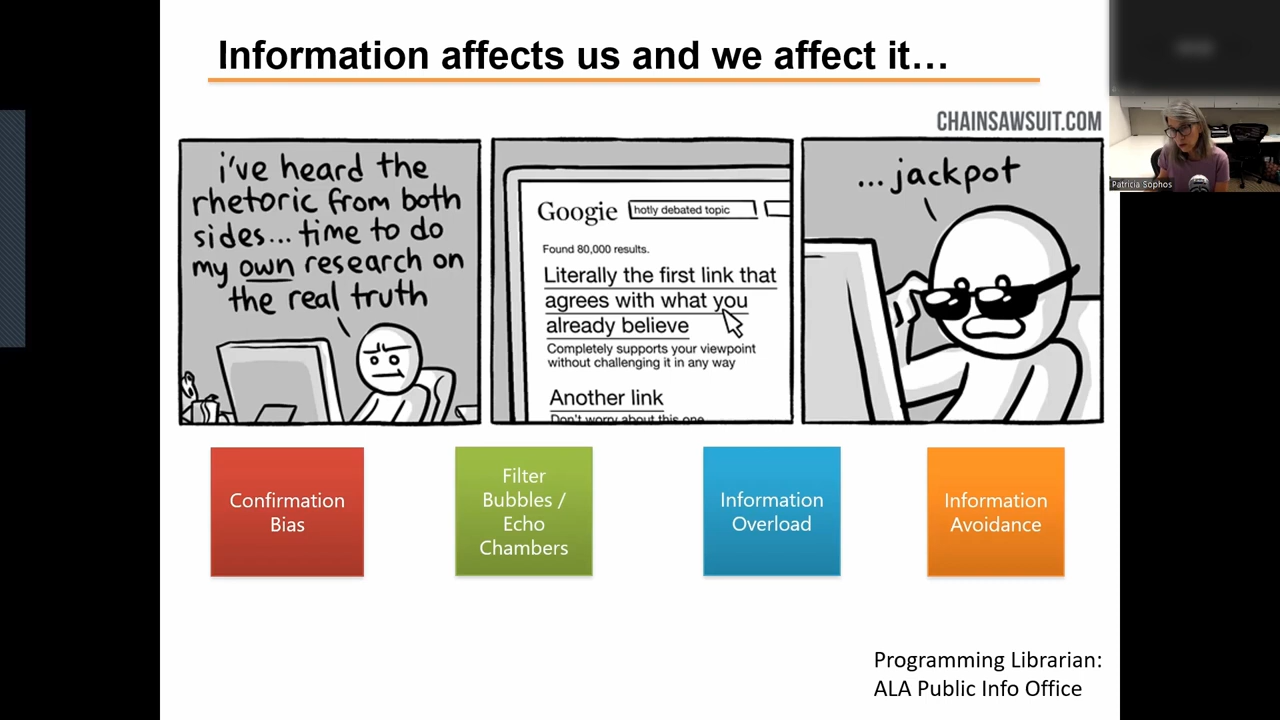 Information affects us and we affect it…
CHAINSAWSUIT.COM
i've heard the
rhetoric from both
sides... time to do
my own research on
the real truth
Googie
hotly debated topic
Found 80,000 results.
Literally the first link that
agrees with what you
already believe
Completely supports your viewpoint
without challenging it in any way
Another link
Don't worry about this one
...jackpot
Patricia Sophos
Confirmation
Bias
Filter
Bubbles /
Echo
Chambers
Information
Overload
Information
Avoidance
Programming Librarian:
ALA Public Info Office